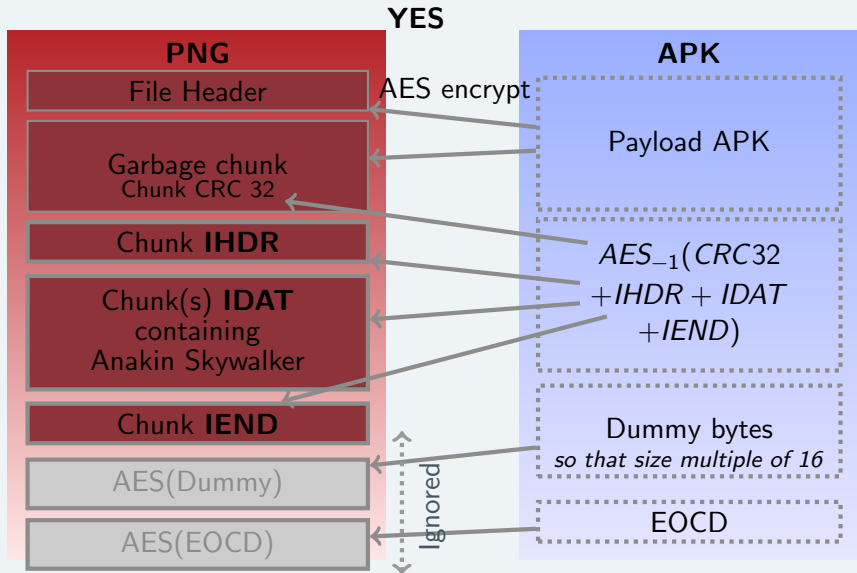 YES
PNG
File Header
Garbage chunk
Chunk CRC 32
Chunk IHDR
Chunk(s) IDAT
containing
Anakin Skywalker
Chunk IEND
AES(Dummy)
AES(EOCD)
AES encrypt
Ignored
APK
Payload APK
AES₋₁(CRC32
+IHDR + IDAT
+IEND)
Dummy bytes
so that size multiple of 16
EOCD